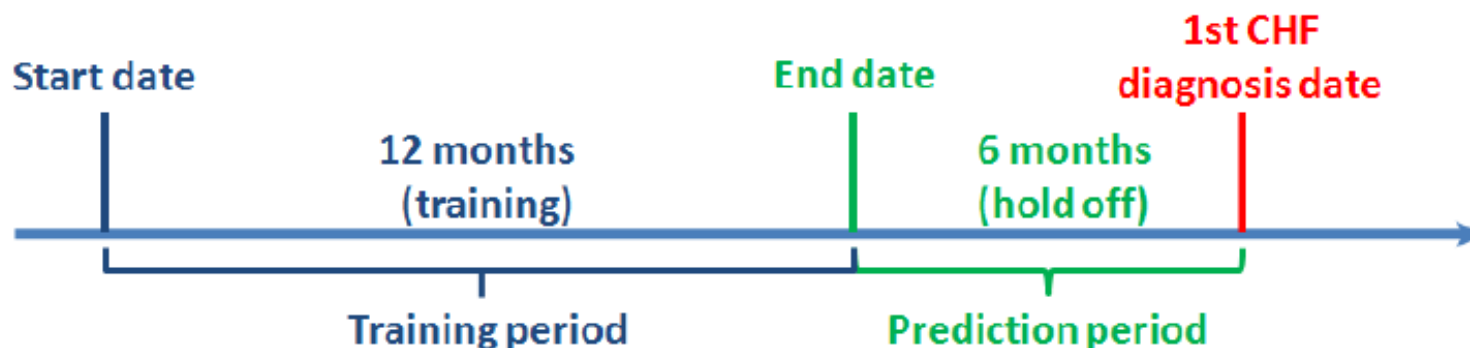 1st CHF
diagnosis date
Start date
End date
12 months
(training)
6 months
(hold off)
Training period
Prediction period